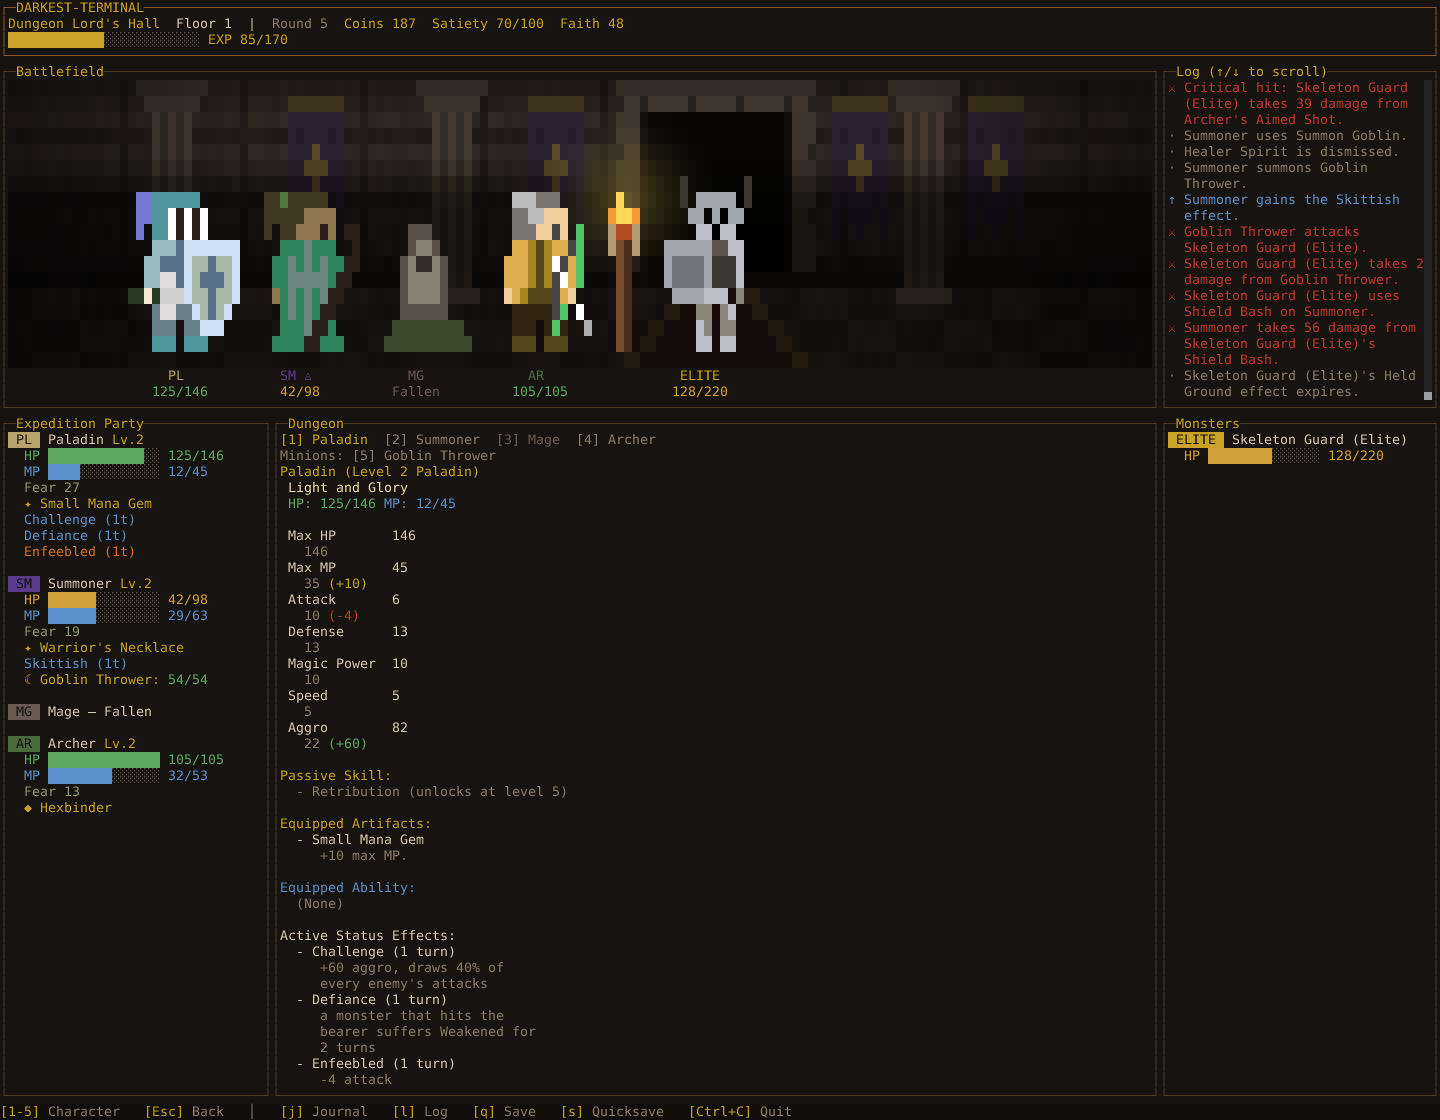 DARKEST-TERMINAL
Dungeon Lord's Hall  Floor 1  |  Round 5  Coins 187  Satiety 70/100  Faith 48
EXP 85/170
Battlefield
PL
125/146
SM ♙
42/98
MG
Fallen
AR
105/105
ELITE
128/220
Log (↑/↓ to scroll)
⚔ Critical hit: Skeleton Guard
(Elite) takes 39 damage from
Archer's Aimed Shot.
· Summoner uses Summon Goblin.
· Healer Spirit is dismissed.
· Summoner summons Goblin
Thrower.
↑ Summoner gains the Skittish
effect.
⚔ Goblin Thrower attacks
Skeleton Guard (Elite).
⚔ Skeleton Guard (Elite) takes 2
damage from Goblin Thrower.
⚔ Skeleton Guard (Elite) uses
Shield Bash on Summoner.
⚔ Summoner takes 56 damage from
Skeleton Guard (Elite)'s
Shield Bash.
· Skeleton Guard (Elite)'s Held
Ground effect expires.
Expedition Party
PL Paladin Lv.2
HP 125/146
MP 12/45
Fear 27
✦ Small Mana Gem
Challenge (1t)
Defiance (1t)
Enfeebled (1t)
SM Summoner Lv.2
HP 42/98
MP 29/63
Fear 19
✦ Warrior's Necklace
Skittish (1t)
☾ Goblin Thrower: 54/54
MG Mage — Fallen
AR Archer Lv.2
HP 105/105
MP 32/53
Fear 13
◆ Hexbinder
Dungeon
[1] Paladin  [2] Summoner  [3] Mage  [4] Archer
Minions: [5] Goblin Thrower
Paladin (Level 2 Paladin)
Light and Glory
HP: 125/146 MP: 12/45
Max HP 146
146
Max MP 45
35 (+10)
Attack 6
10 (-4)
Defense 13
13
Magic Power 10
10
Speed 5
5
Aggro 82
22 (+60)
Passive Skill:
- Retribution (unlocks at level 5)
Equipped Artifacts:
- Small Mana Gem
+10 max MP.
Equipped Ability:
(None)
Active Status Effects:
- Challenge (1 turn)
+60 aggro, draws 40% of
every enemy's attacks
- Defiance (1 turn)
a monster that hits the
bearer suffers Weakened for
2 turns
- Enfeebled (1 turn)
-4 attack
Monsters
ELITE Skeleton Guard (Elite)
HP 128/220
[1-5] Character  [Esc] Back  |  [j] Journal  [l] Log  [q] Save  [s] Quicksave  [Ctrl+C] Quit